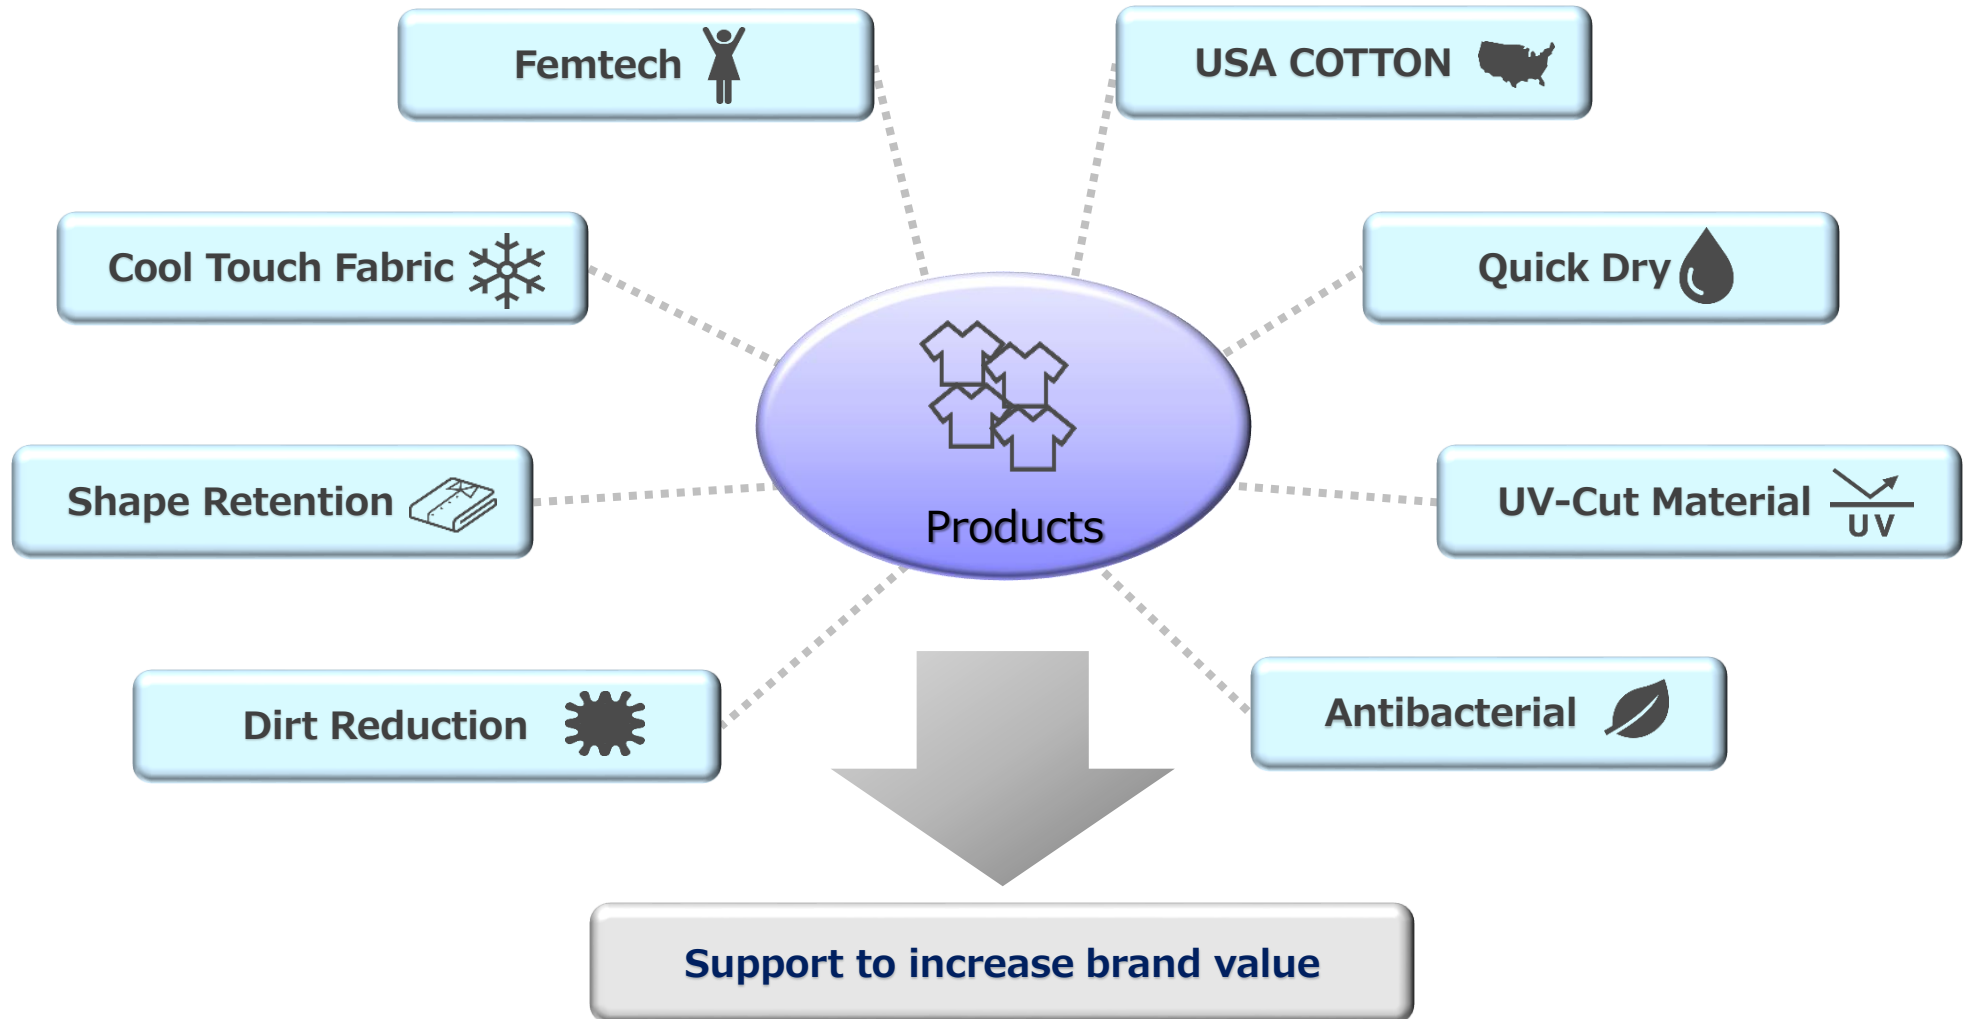 Femtech
USA COTTON
Cool Touch Fabric
Quick Dry
Products
Shape Retention
UV-Cut Material
UV
Dirt Reduction
Antibacterial
Support to increase brand value